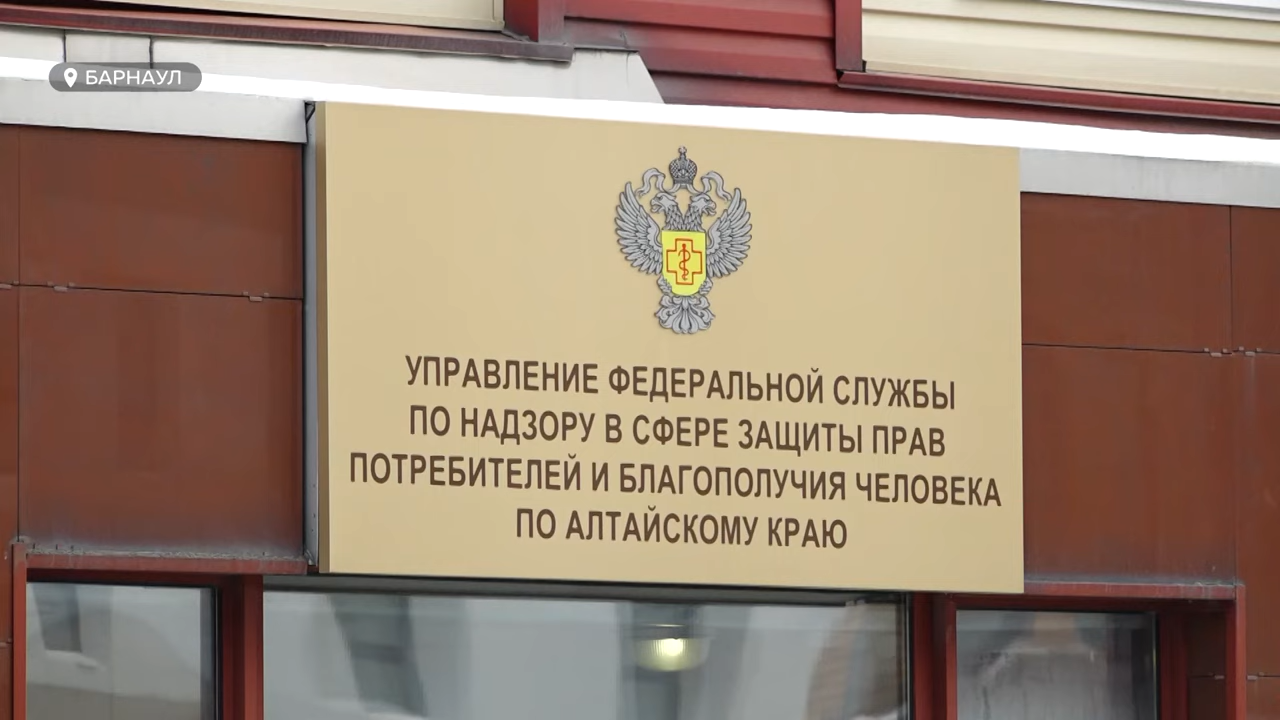 БАРНАУЛ
УПРАВЛЕНИЕ ФЕДЕРАЛЬНОЙ СЛУЖБЫ
ПО НАДЗОРУ В СФЕРЕ ЗАЩИТЫ ПРАВ
ПОТРЕБИТЕЛЕЙ И БЛАГОПОЛУЧИЯ ЧЕЛОВЕКА
ПО АЛТАЙСКОМУ КРАЮ